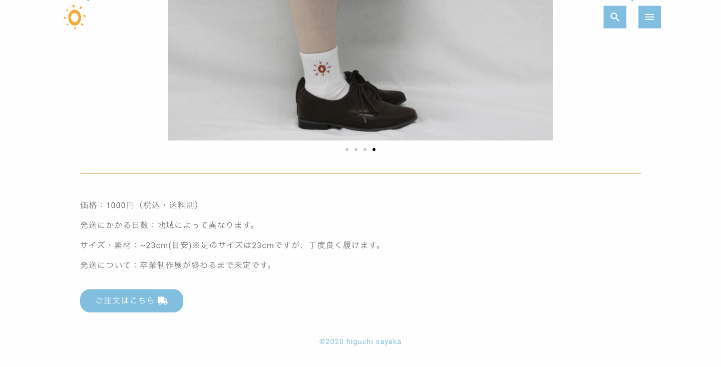 価格：1000円（税込・送料別）
発送にかかる日数：地域によって異なります。
サイズ・素材：~23cm(目安)※足のサイズは23cmですが、丁度良く履けます。
発送について：卒業制作展が終わるまで未定です。
ご注文はこちら
©2020 higuchi sayaka